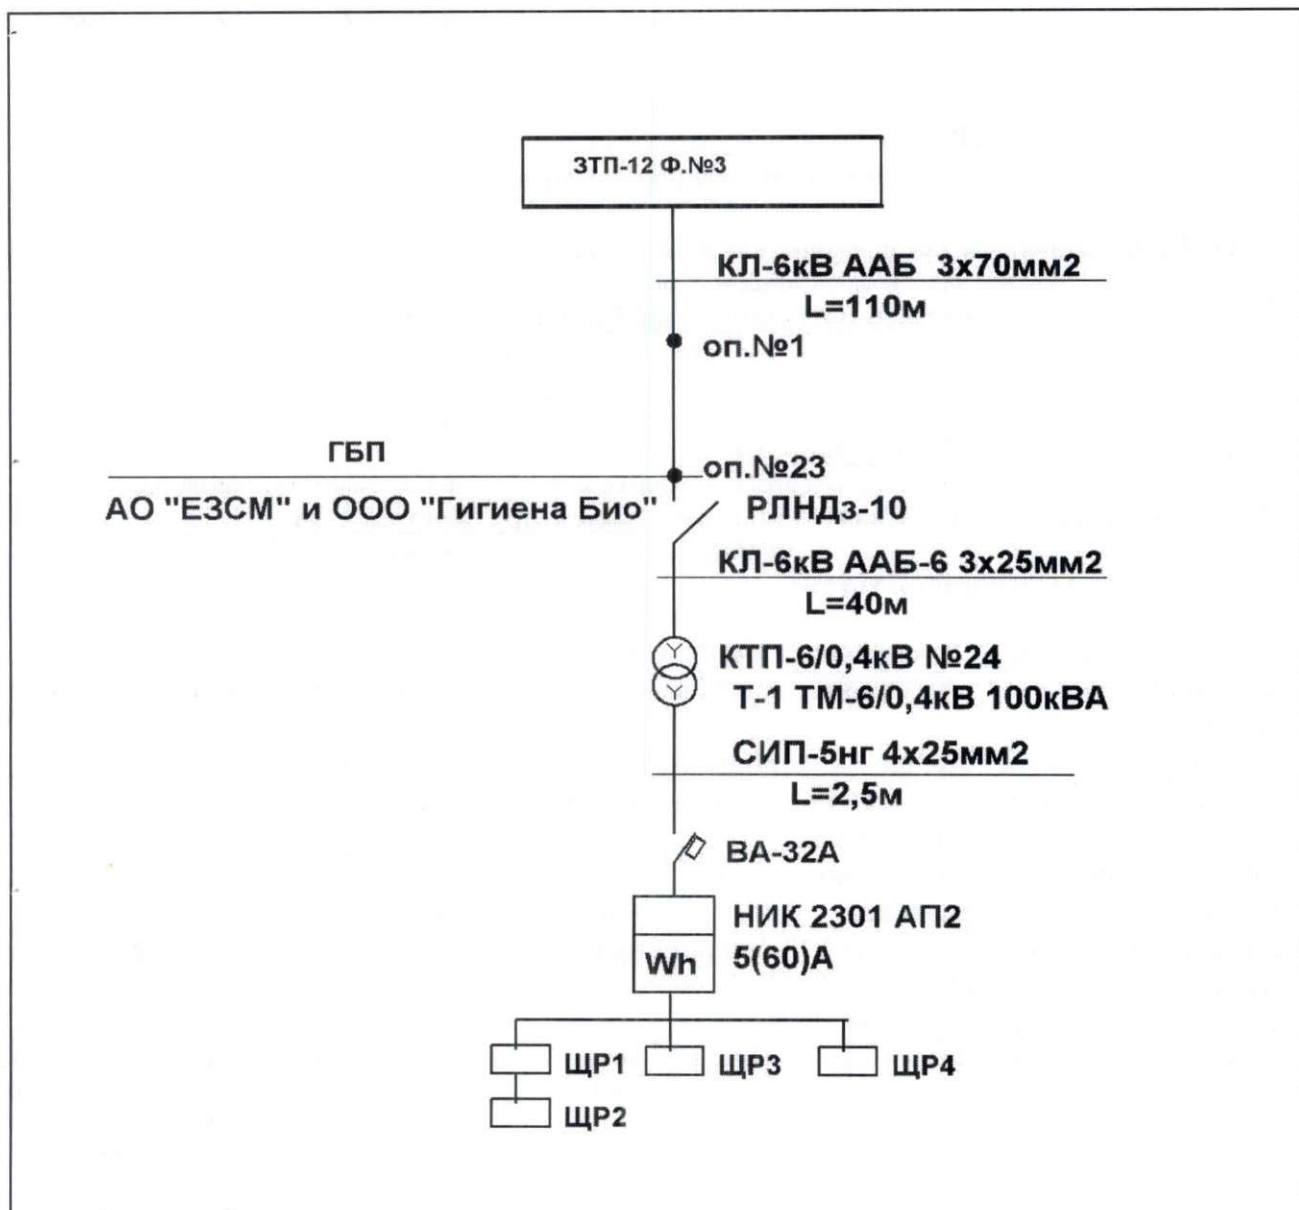 ЗТП-12 Ф.№3
КЛ-6кВ ААБ 3х70мм2
L=110м
оп.№1
ГБП
оп.№23
АО "ЕЗСМ" и ООО "Гигиена Био"
РЛНДз-10
КЛ-6кВ ААБ-6 3х25мм2
L=40м
Y
КТП-6/0,4кВ №24
Y
Т-1 ТМ-6/0,4кВ 100кВА
СИП-5нг 4х25мм2
L=2,5м
ВА-32А
НИК 2301 АП2
Wh
5(60)А
ЩР1
ЩР3
ЩР4
ЩР2